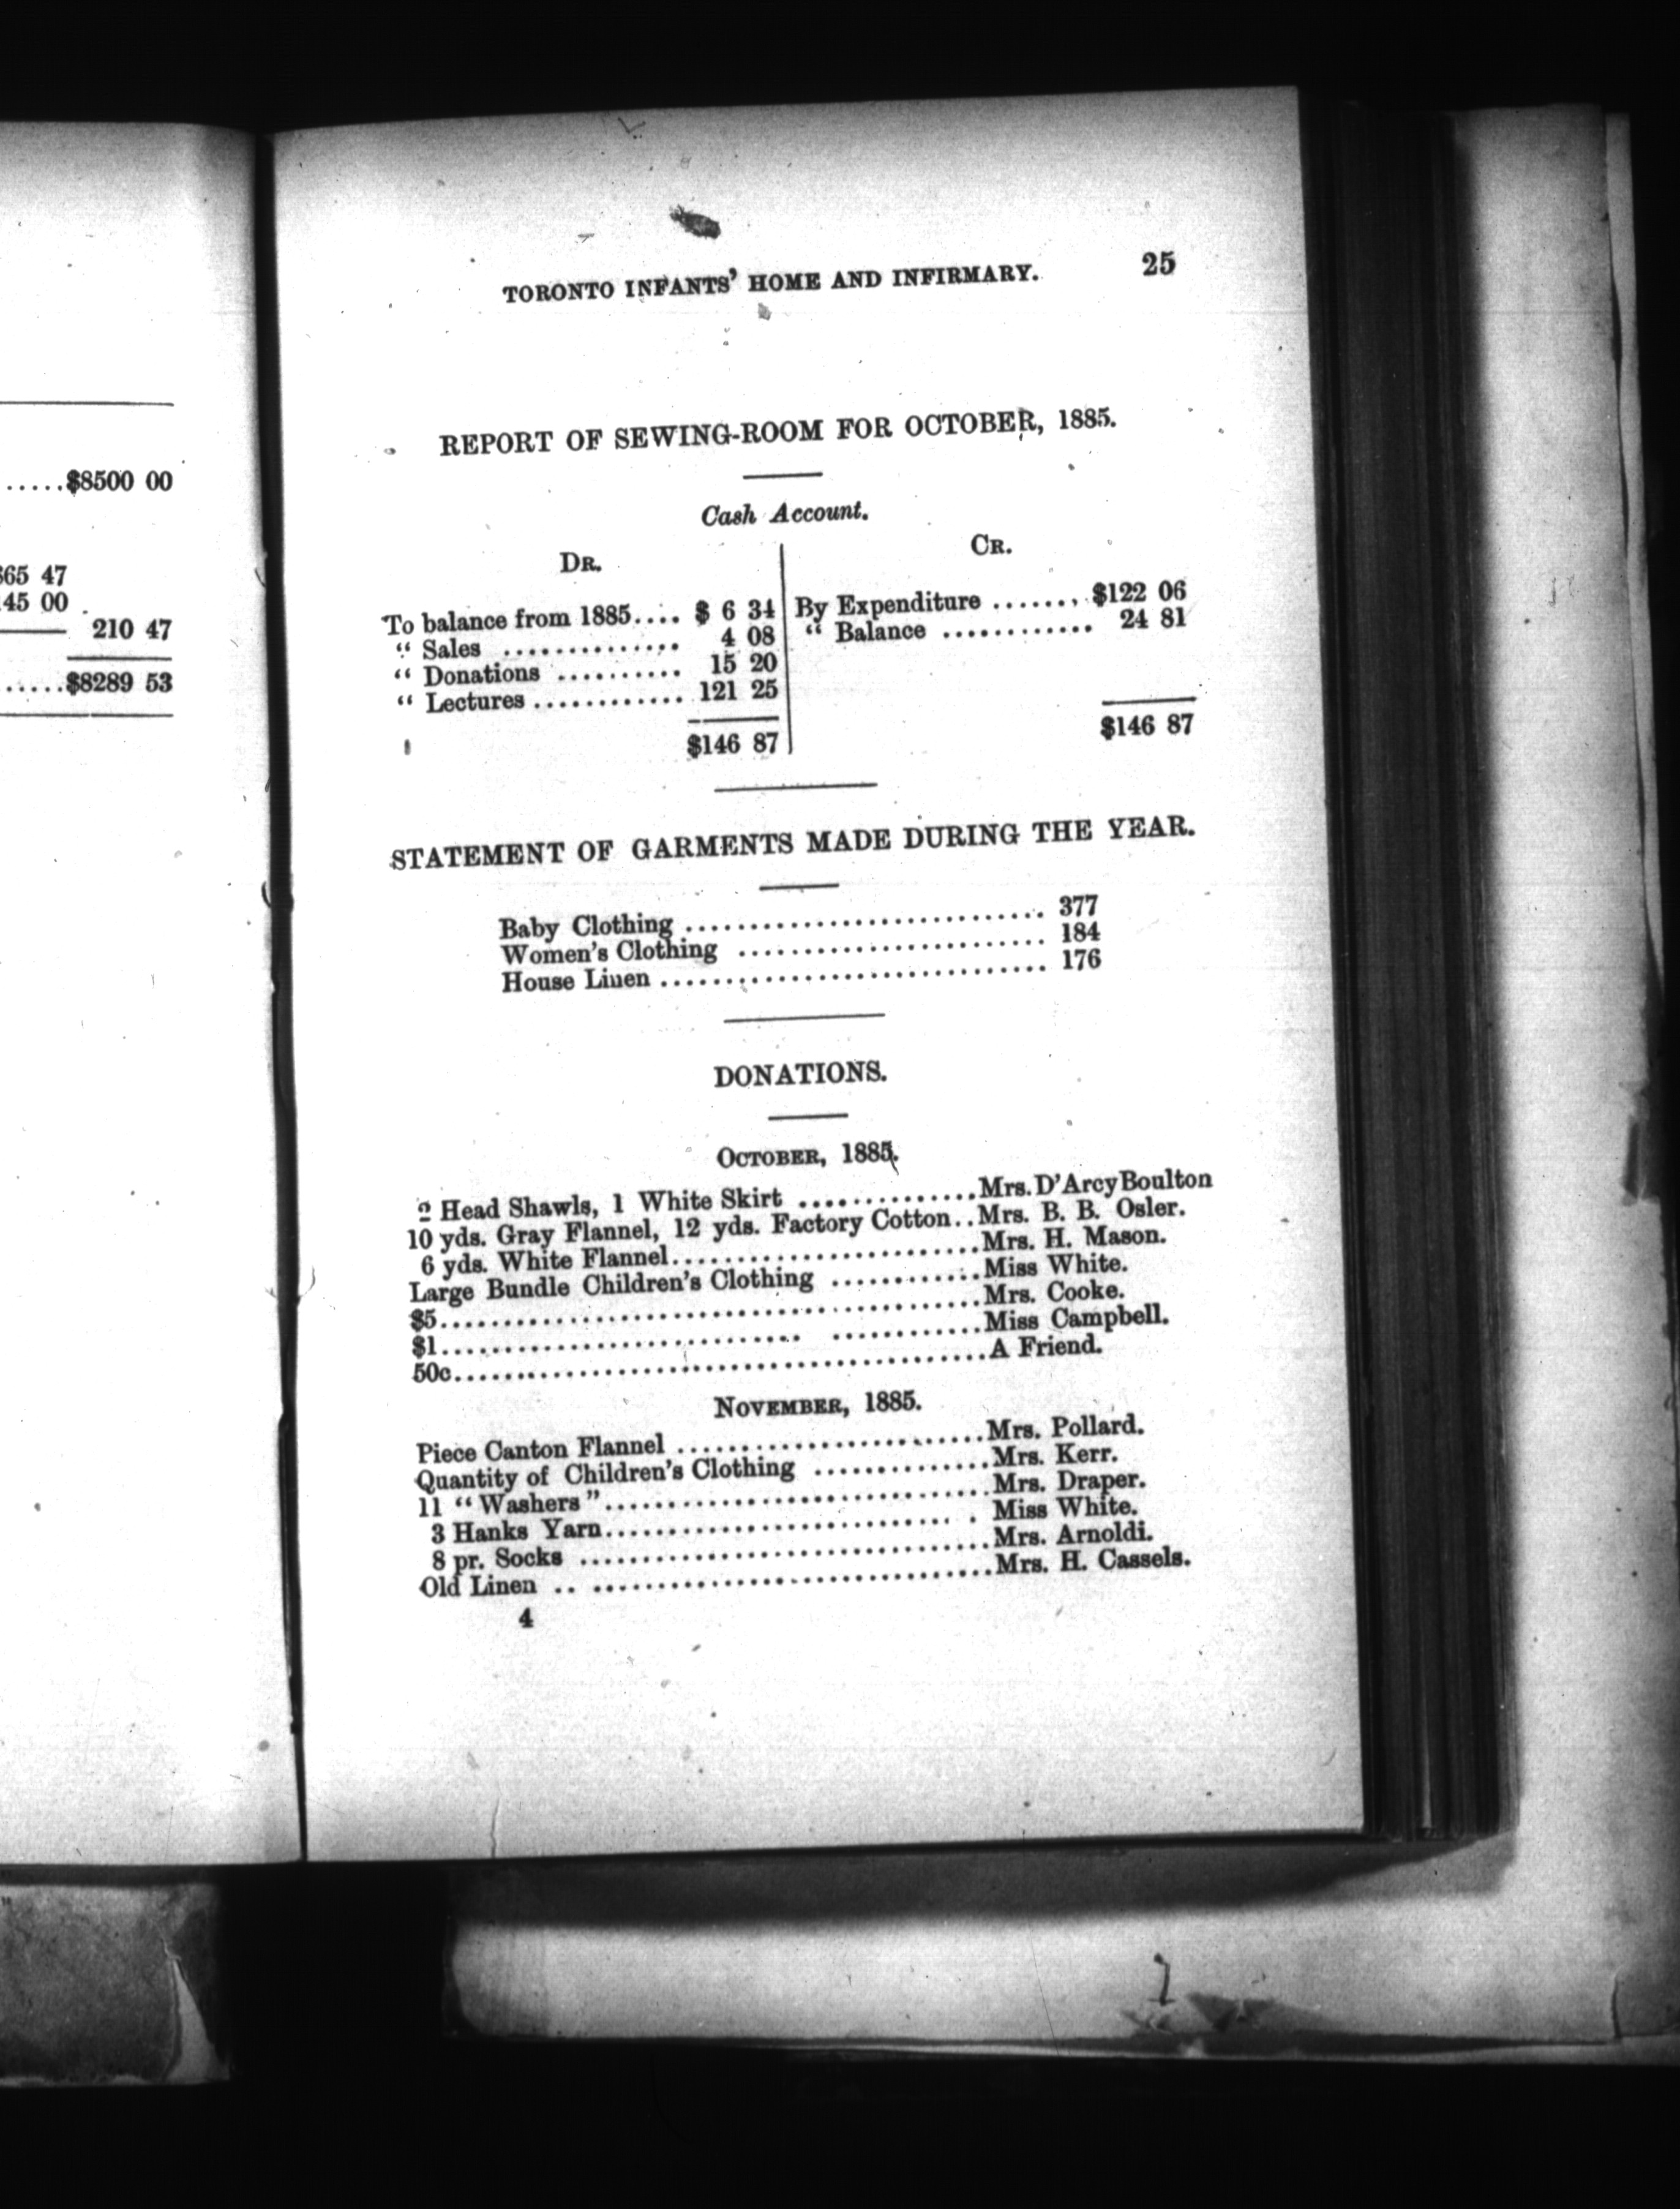 .....$8500 00
65 47
45 00
210 47
.....$8289 53
TORONTO INFANTS' HOME AND INFIRMARY. 25
REPORT OF SEWING-ROOM FOR OCTOBER, 1885.
Cash Account.
DR.
To balance from 1885.... $ 6 34
“ Sales .............. 4 08
“ Donations .......... 15 20
“ Lectures ............ 121 25
$146 87
CR.
By Expenditure ....... $122 06
“ Balance ............ 24 81
$146 87
STATEMENT OF GARMENTS MADE DURING THE YEAR.
Baby Clothing ............................ 377
Women's Clothing ........................ 184
House Linen .............................. 176
DONATIONS.
OCTOBER, 1885.
2 Head Shawls, 1 White Skirt ..............Mrs. D'Arcy Boulton
10 yds. Gray Flannel, 12 yds. Factory Cotton..Mrs. B. B. Osler.
6 yds. White Flannel........................Mrs. H. Mason.
Large Bundle Children's Clothing ............Miss White.
$5..........................................Mrs. Cooke.
$1............................ ............Miss Campbell.
50c.........................................A Friend.
NOVEMBER, 1885.
Piece Canton Flannel ........................Mrs. Pollard.
Quantity of Children's Clothing ..............Mrs. Kerr.
11 “Washers”..............................Mrs. Draper.
3 Hanks Yarn........................... . Miss White.
8 pr. Socks ................................Mrs. Arnoldi.
Old Linen .. ...............................Mrs. H. Cassels.
4